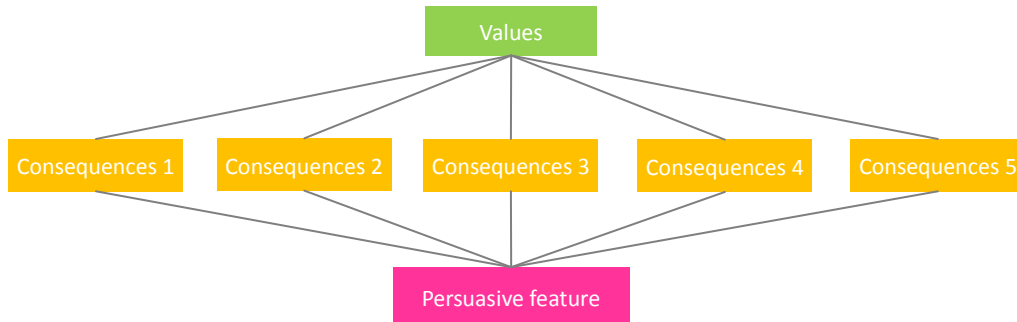 Values
Consequences 1
Consequences 2
Consequences 3
Consequences 4
Consequences 5
Persuasive feature